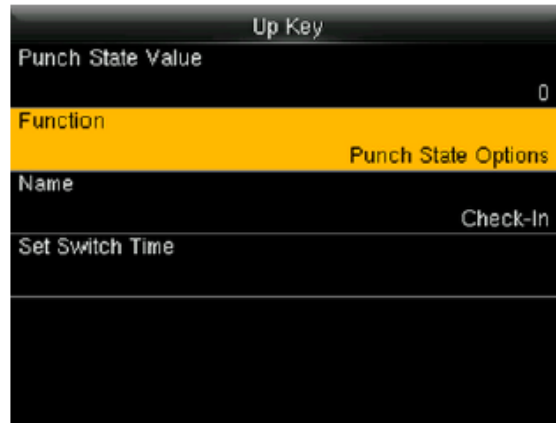 Up Key
Punch State Value
0
Function
Punch State Options
Name
Check-In
Set Switch Time